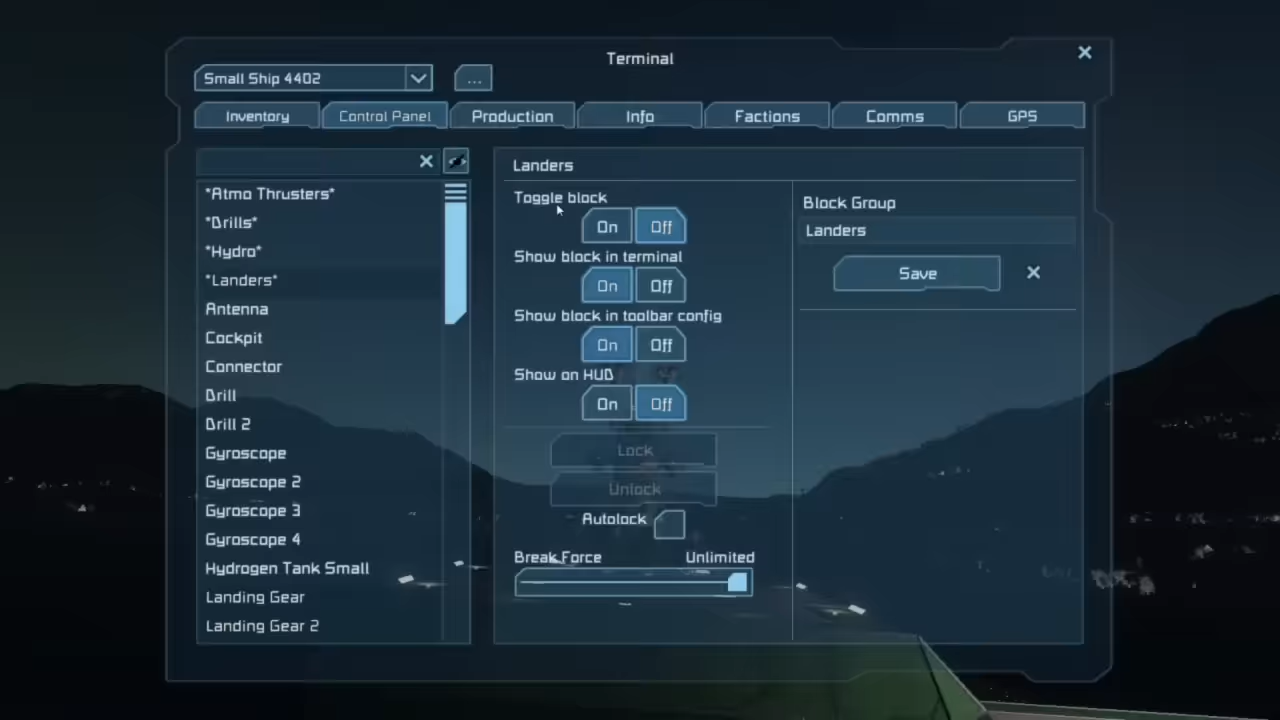 Terminal
Small Ship 4402
...
Inventory
Control Panel
Production
Info
Factions
Comms
GPS
*Atmo Thrusters*
*Drills*
*Hydro*
*Landers*
Antenna
Cockpit
Connector
Drill
Drill 2
Gyroscope
Gyroscope 2
Gyroscope 3
Gyroscope 4
Hydrogen Tank Small
Landing Gear
Landing Gear 2
Landers
Toggle block
On Off
Show block in terminal
On Off
Show block in toolbar config
On Off
Show on HUD
On Off
Lock
Unlock
Autolock
Break Force Unlimited
Block Group
Landers
Save